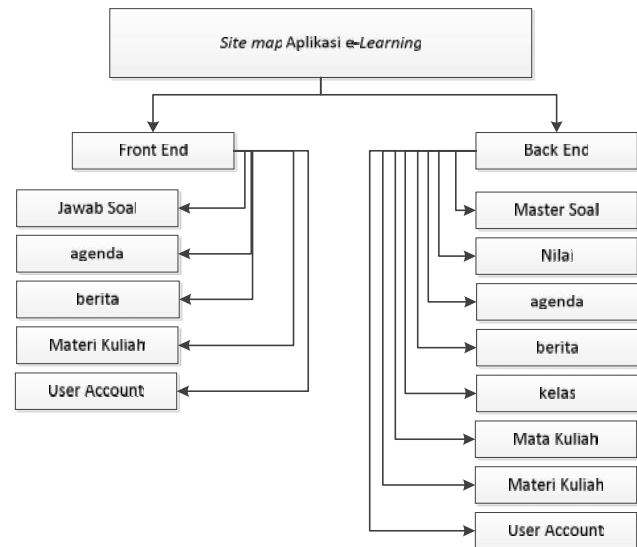 Site map Aplikasi e-Learning
Front End
Back End
Jawab Soal
agenda
berita
Materi Kuliah
User Account
Master Soal
Nilai
agenda
berita
kelas
Mata Kuliah
Materi Kuliah
User Account